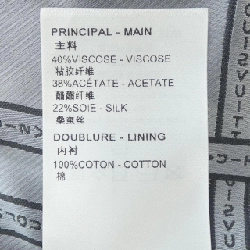 PRINCIPAL - MAIN
主料
40%VISCOSE - VISCOSE
粘胶纤维
38%ACÉTATE - ACETATE
醋酯纤维
22%SOIE - SILK
桑蚕丝
DOUBLURE - LINING
内衬
100%COTON - COTTON
棉